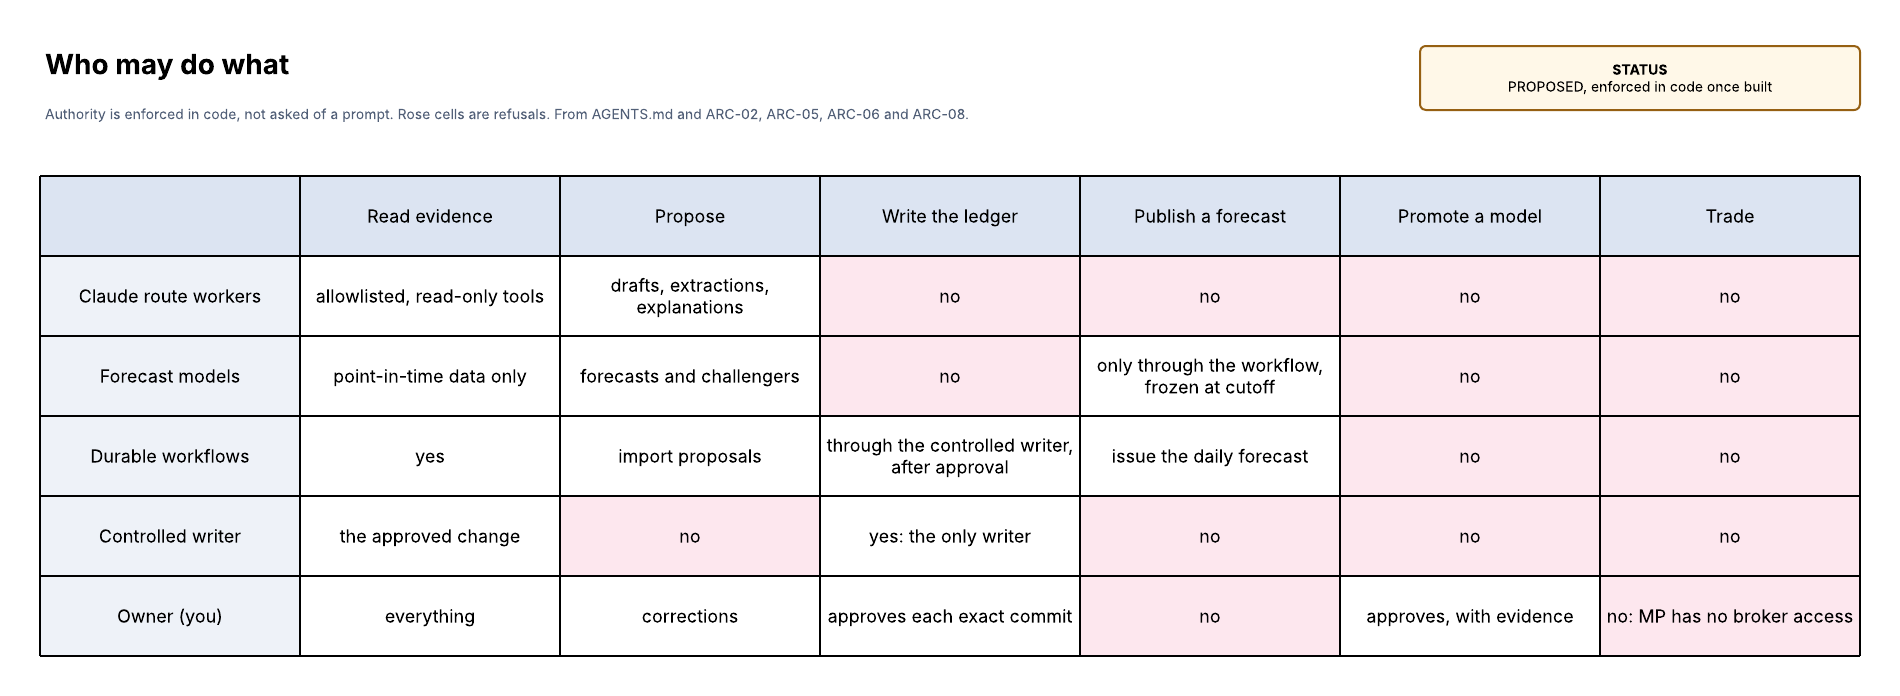 Who may do what
STATUS
PROPOSED, enforced in code once built
Authority is enforced in code, not asked of a prompt. Rose cells are refusals. From AGENTS.md and ARC-02, ARC-05, ARC-06 and ARC-08.
Read evidence
Propose
Write the ledger
Publish a forecast
Promote a model
Trade
Claude route workers
allowlisted, read-only tools
drafts, extractions,
explanations
no
no
no
no
Forecast models
point-in-time data only
forecasts and challengers
no
only through the workflow,
frozen at cutoff
no
no
Durable workflows
yes
import proposals
through the controlled writer,
after approval
issue the daily forecast
no
no
Controlled writer
the approved change
no
yes: the only writer
no
no
no
Owner (you)
everything
corrections
approves each exact commit
no
approves, with evidence
no: MP has no broker access